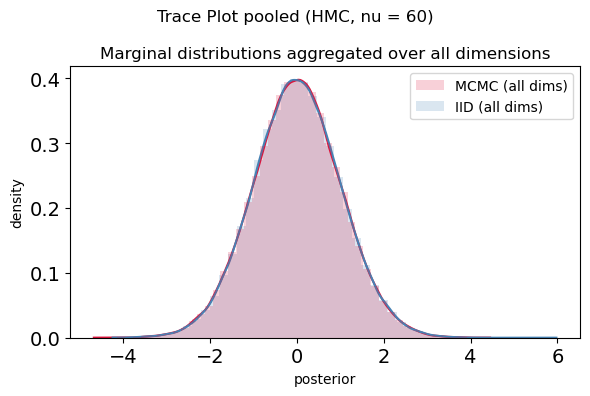 Trace Plot pooled (HMC, nu = 60)
Marginal distributions aggregated over all dimensions
MCMC (all dims)
IID (all dims)
density
0.4
0.3
0.2
0.1
0.0
−4 −2 0 2 4 6
posterior